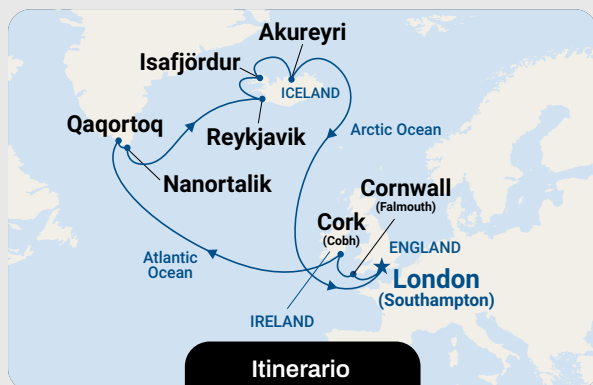 Akureyri
Isafjördur
ICELAND
Qaqortoq
Reykjavik
Arctic Ocean
Nanortalik
Cornwall
(Falmouth)
Cork
(Cobh)
ENGLAND
Atlantic
Ocean
London
(Southampton)
IRELAND
Itinerario